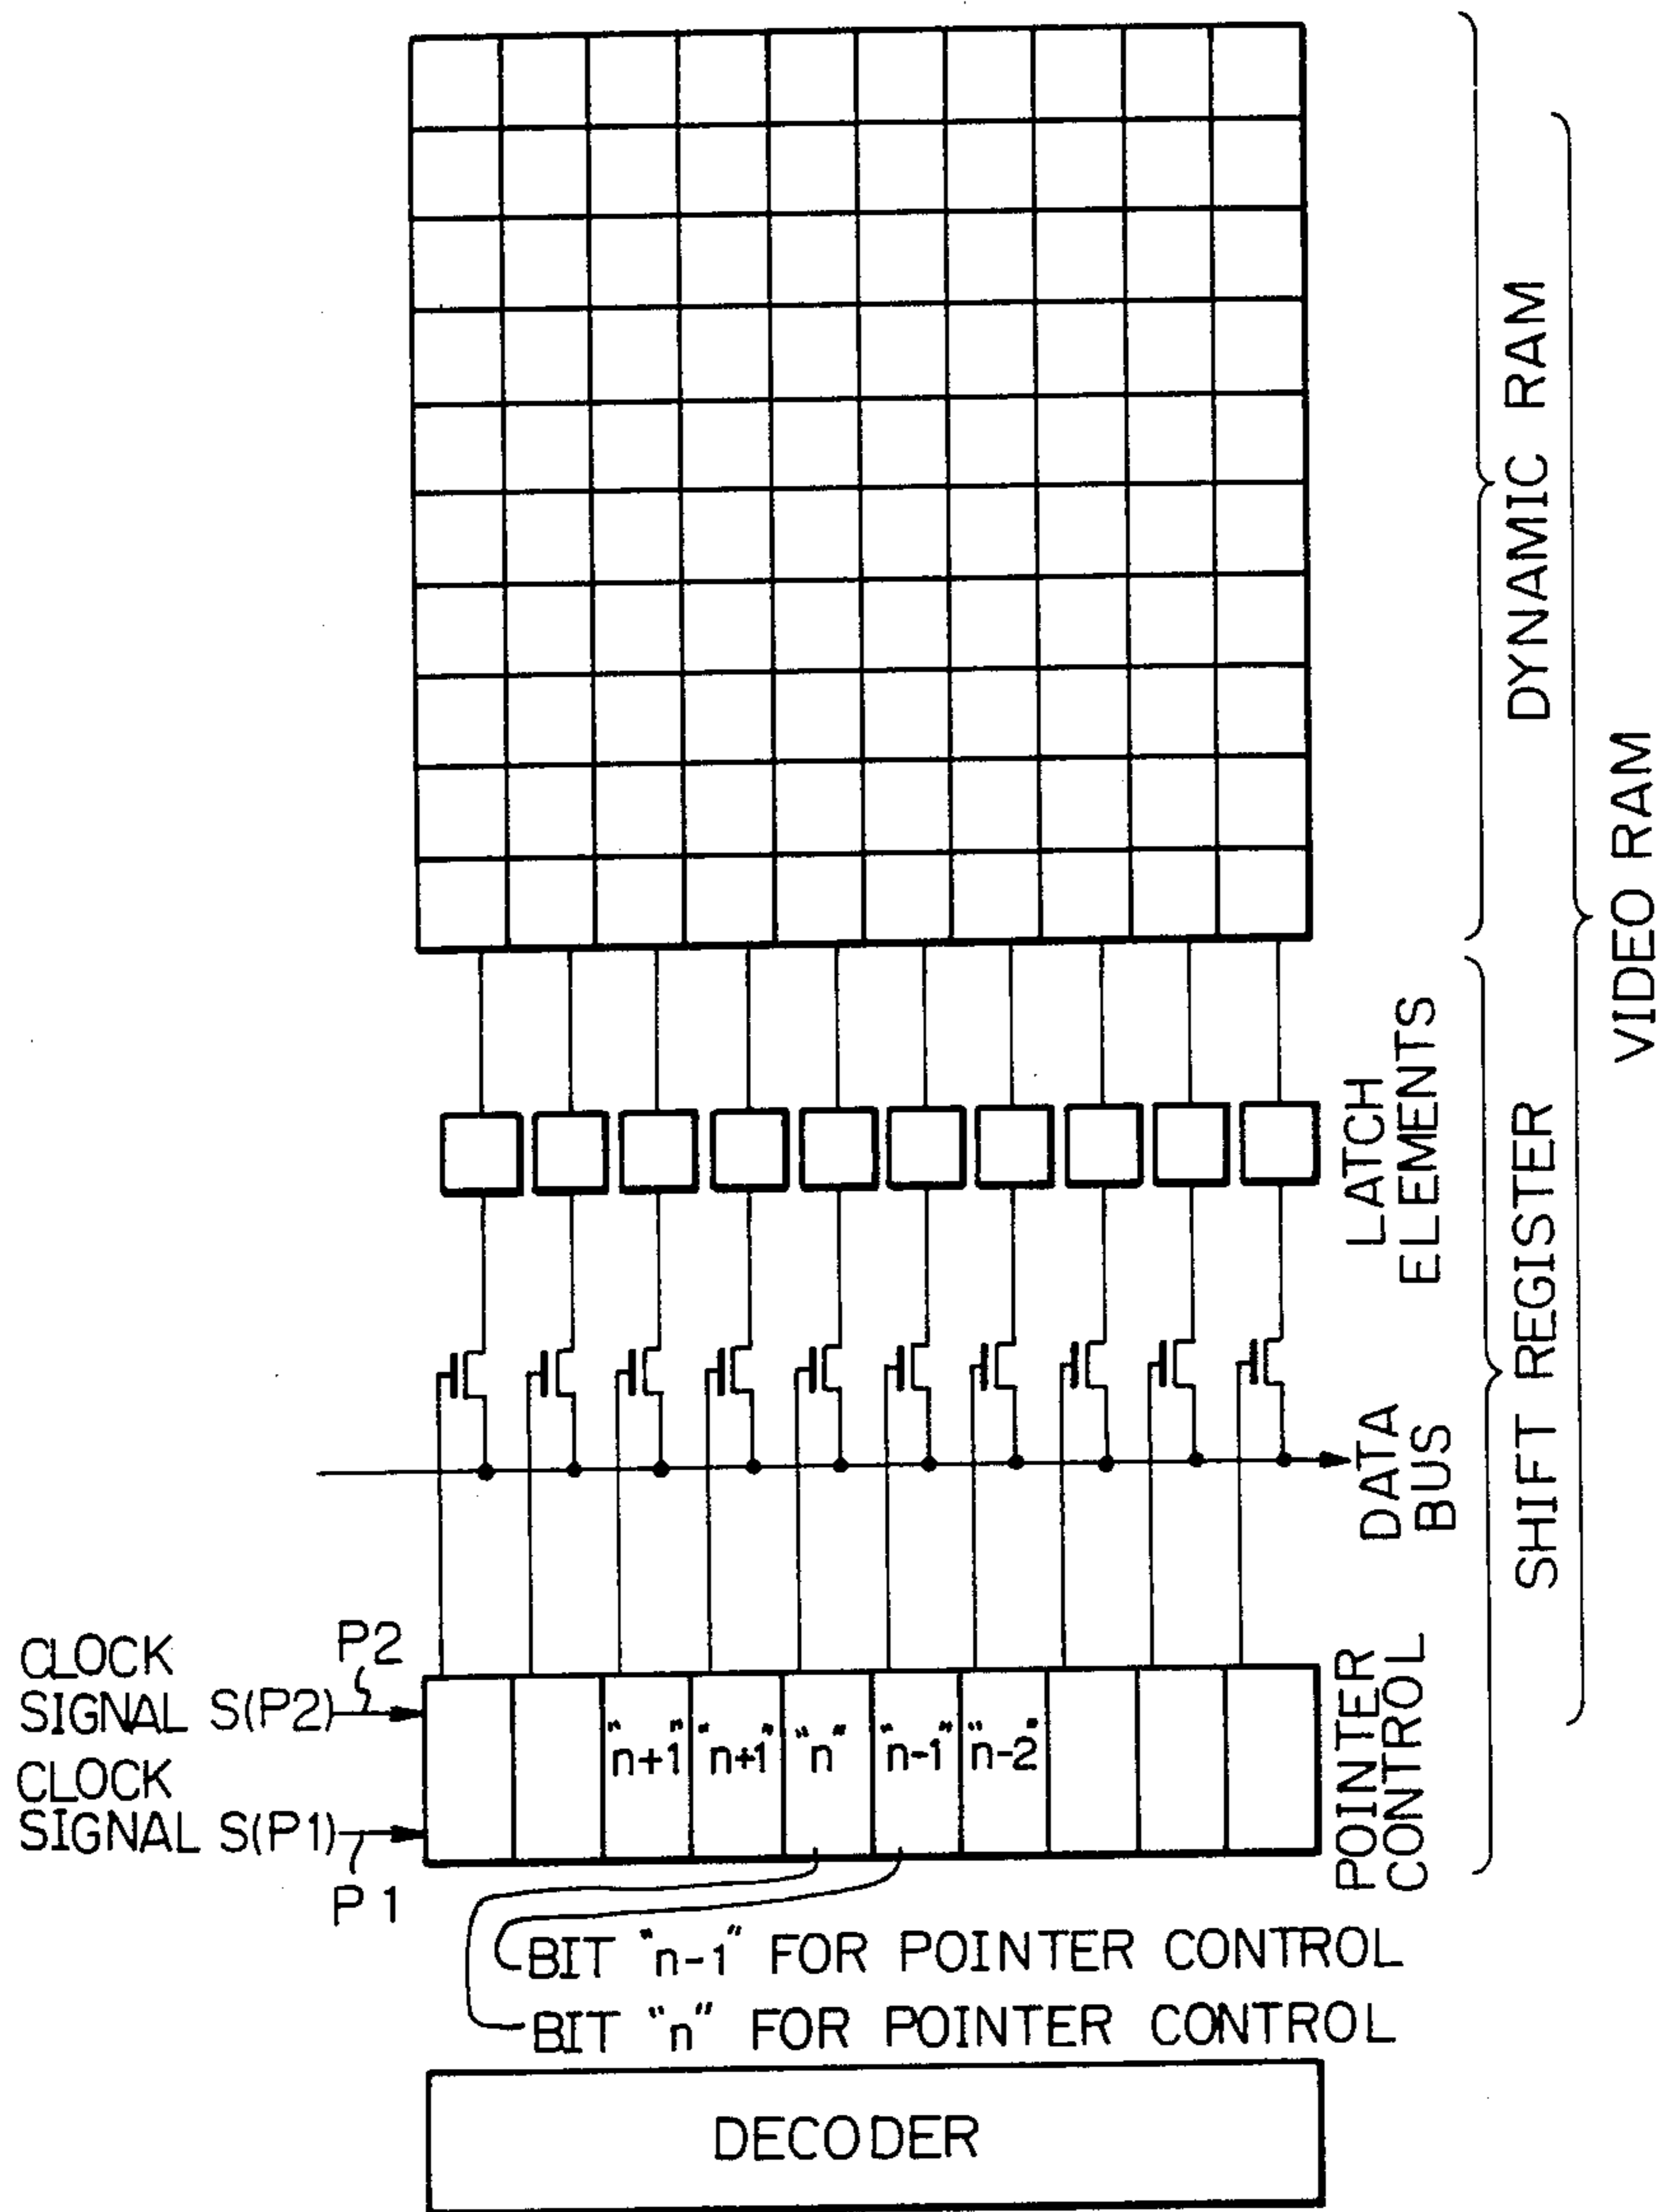 DYNAMIC RAM
VIDEO RAM
LATCH
ELEMENTS
SHIFT REGISTER
DATA
BUS
CLOCK
SIGNAL S(P2)
P2
CLOCK
SIGNAL S(P1)
P1
"n+1" "n+1" "n" "n-1" "n-2"
POINTER
CONTROL
BIT "n-1" FOR POINTER CONTROL
BIT "n" FOR POINTER CONTROL
DECODER